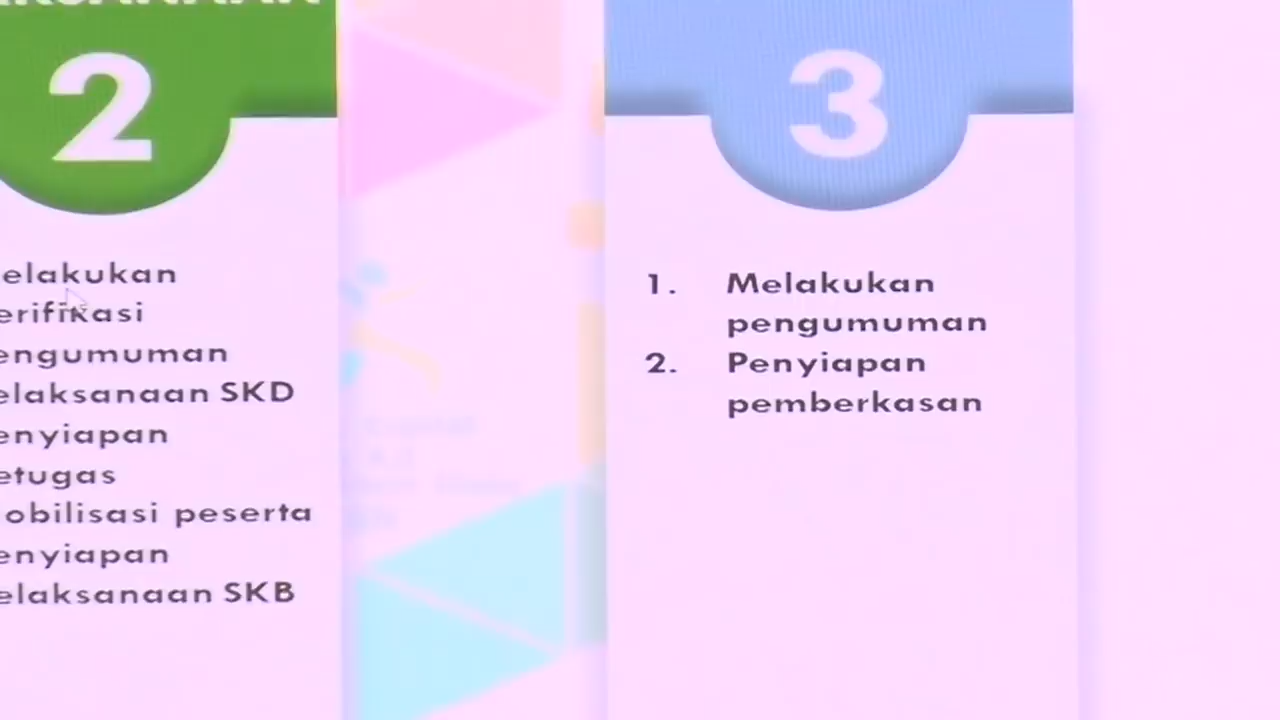 2
elakukan
erifikasi
engumuman
elaksanaan SKD
enyiapan
etugas
obilisasi peserta
enyiapan
elaksanaan SKB
3
1. Melakukan
pengumuman
2. Penyiapan
pemberkasan